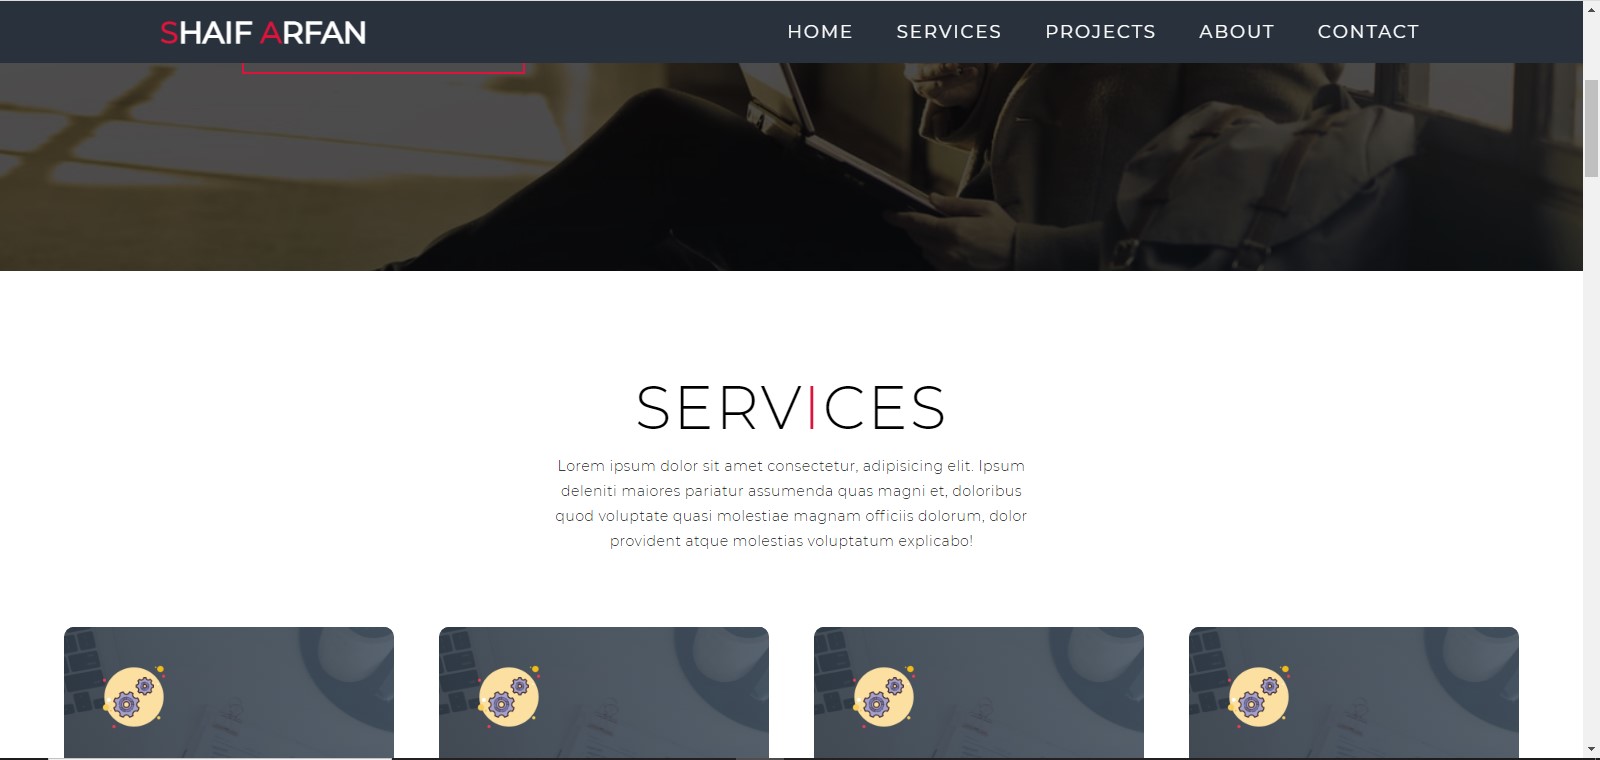 SHAIF ARFAN
HOME SERVICES PROJECTS ABOUT CONTACT
SERVICES
Lorem ipsum dolor sit amet consectetur, adipisicing elit. Ipsum
deleniti maiores pariatur assumenda quas magni et, doloribus
quod voluptate quasi molestiae magnam officiis dolorum, dolor
provident atque molestias voluptatum explicabo!